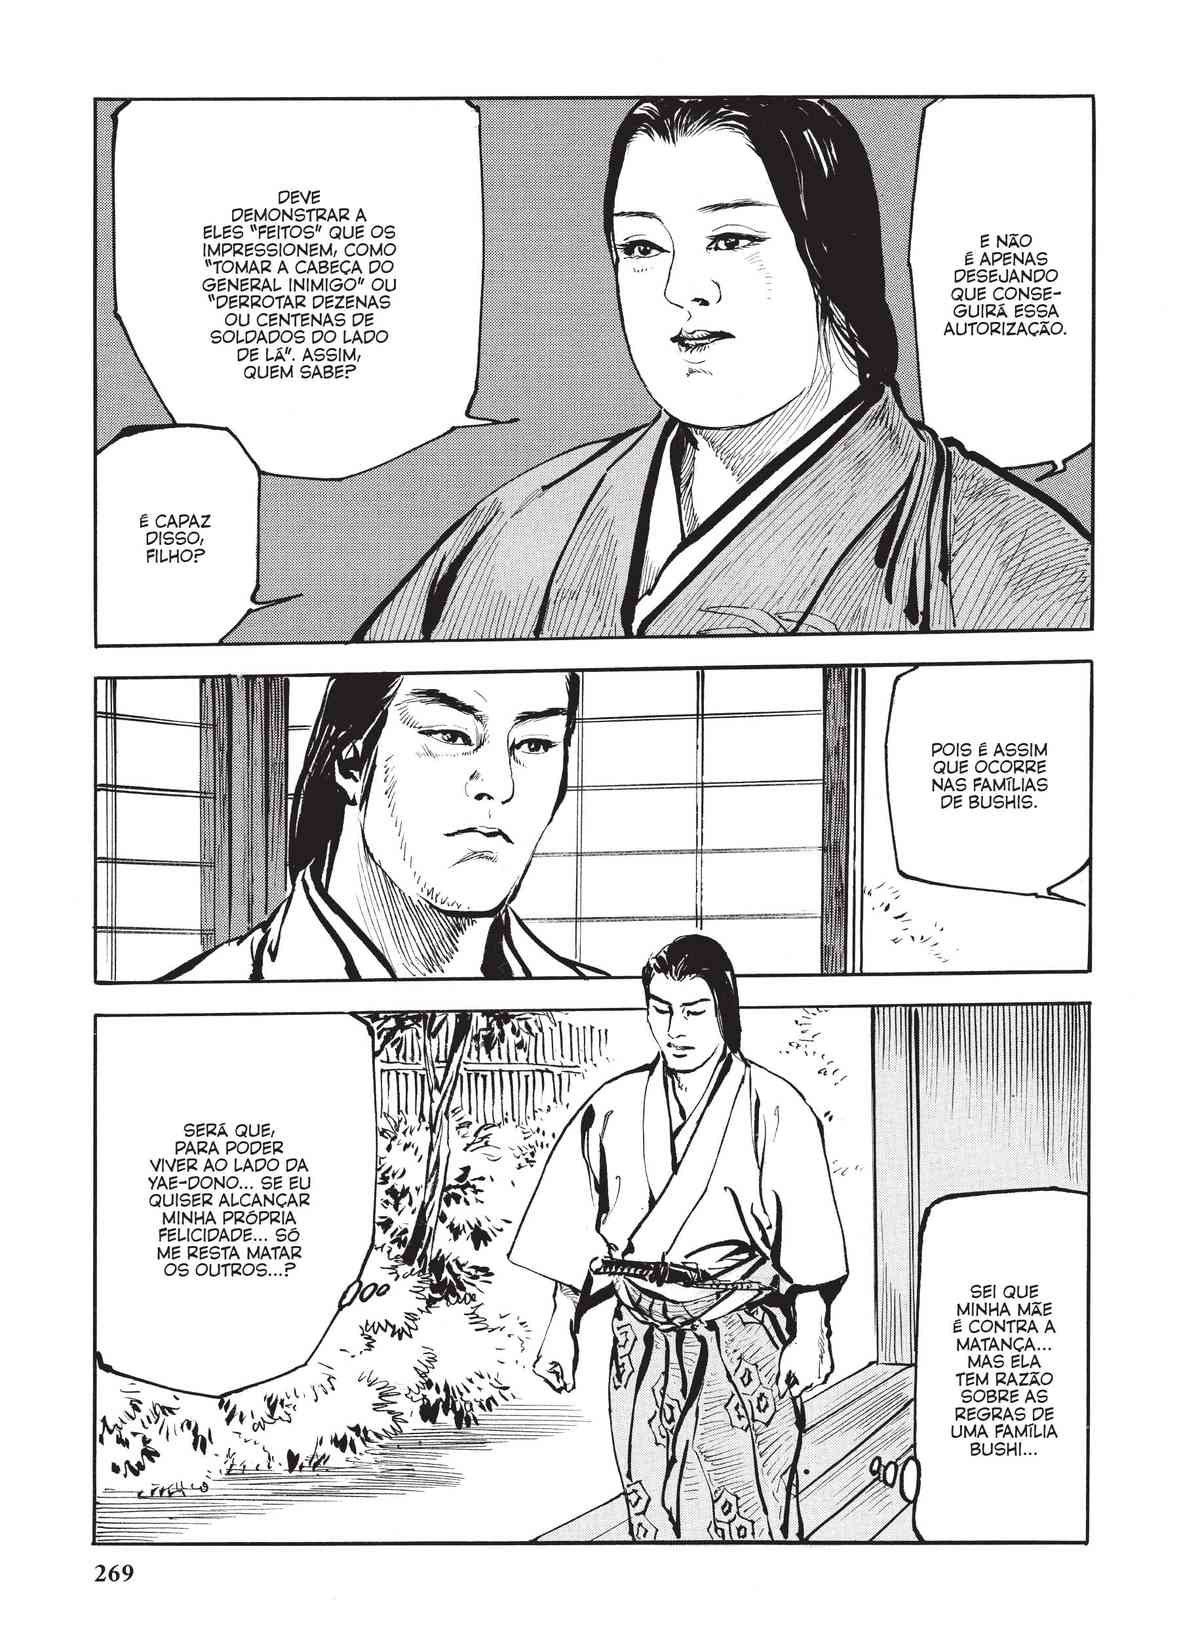 E NÃO
É APENAS
DESEJANDO
QUE CONSE-
GUIRÁ ESSA
AUTORIZAÇÃO.
DEVE
DEMONSTRAR A
ELES "FEITOS" QUE OS
IMPRESSIONEM, COMO
"TOMAR A CABEÇA DO
GENERAL INIMIGO" OU
"DERROTAR DEZENAS
OU CENTENAS DE
SOLDADOS DO LADO
DE LÁ". ASSIM,
QUEM SABE?
É CAPAZ
DISSO,
FILHO?
POIS É ASSIM
QUE OCORRE
NAS FAMÍLIAS
DE BUSHIS.
SEI QUE
MINHA MÃE
É CONTRA A
MATANÇA...
MAS ELA
TEM RAZÃO
SOBRE AS
REGRAS DE
UMA FAMÍLIA
BUSHI...
SERÁ QUE,
PARA PODER
VIVER AO LADO DA
YAE-DONO... SE EU
QUISER ALCANÇAR
MINHA PRÓPRIA
FELICIDADE... SÓ
ME RESTA MATAR
OS OUTROS...?
269